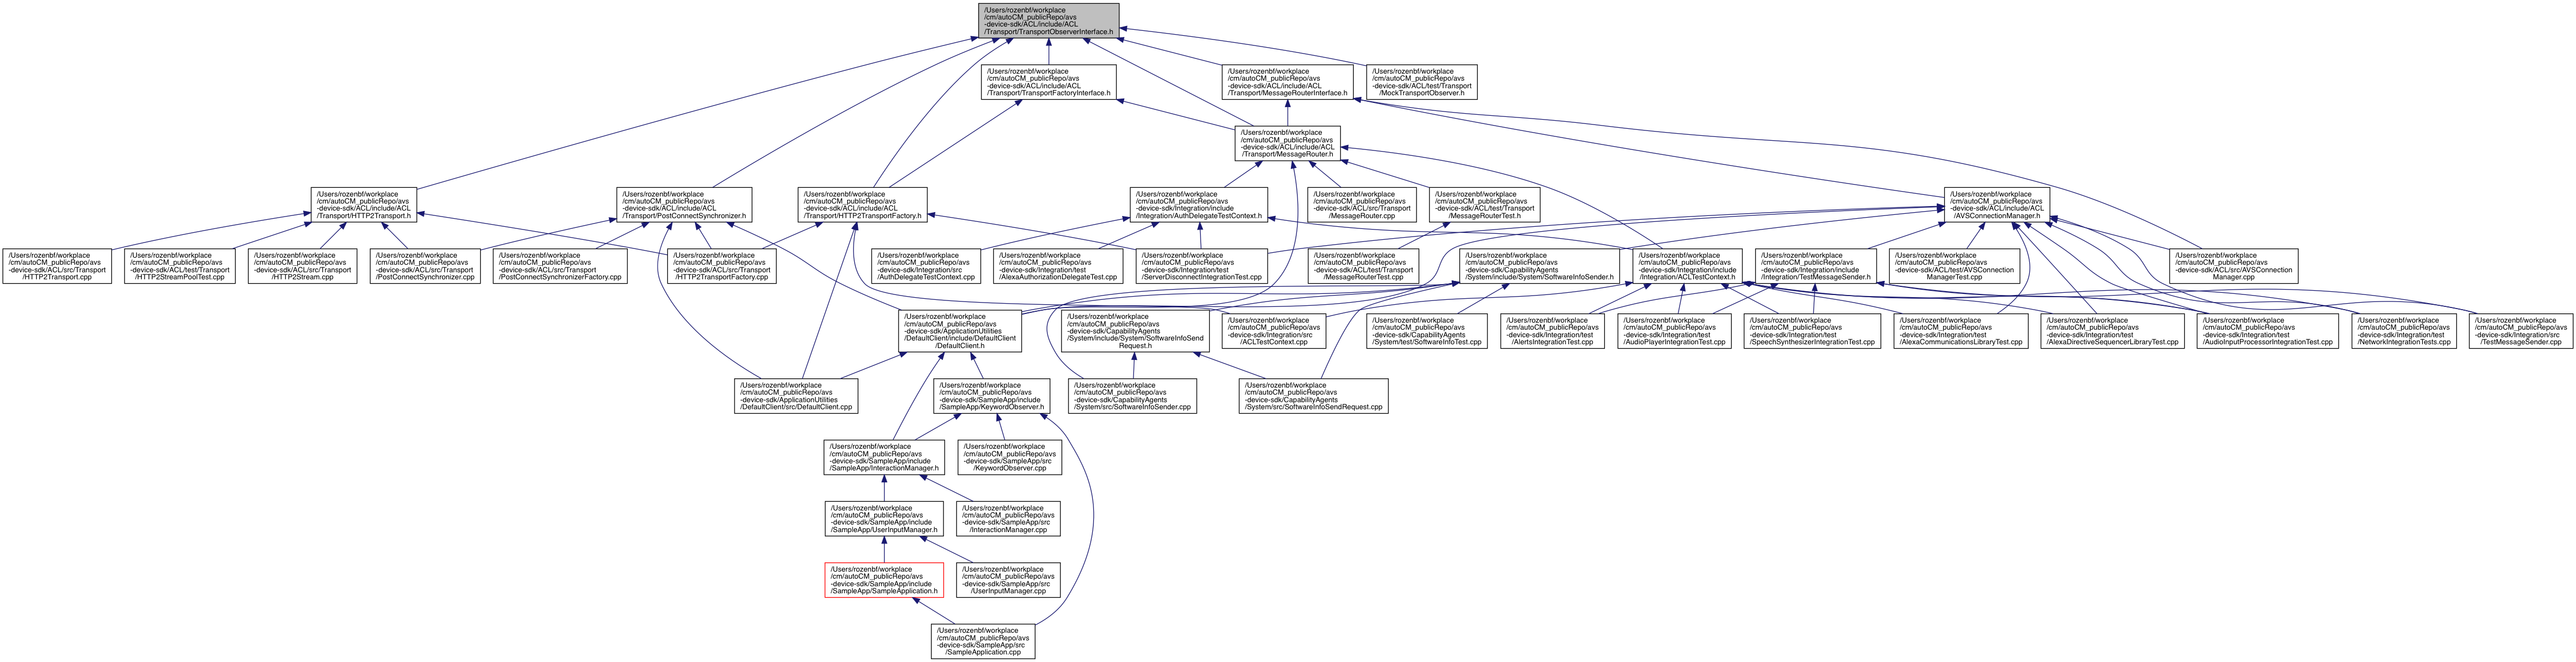 /Users/rozenbf/workplace
/cm/autoCM_publicRepo/avs
-device-sdk/ACL/include/ACL
/Transport/TransportObserverInterface.h
/Users/rozenbf/workplace
/cm/autoCM_publicRepo/avs
-device-sdk/ACL/include/ACL
/Transport/TransportFactoryInterface.h
/Users/rozenbf/workplace
/cm/autoCM_publicRepo/avs
-device-sdk/ACL/include/ACL
/Transport/MessageRouterInterface.h
/Users/rozenbf/workplace
/cm/autoCM_publicRepo/avs
-device-sdk/ACL/test/Transport
/MockTransportObserver.h
/Users/rozenbf/workplace
/cm/autoCM_publicRepo/avs
-device-sdk/ACL/include/ACL
/Transport/MessageRouter.h
/Users/rozenbf/workplace
/cm/autoCM_publicRepo/avs
-device-sdk/ACL/include/ACL
/Transport/HTTP2Transport.h
/Users/rozenbf/workplace
/cm/autoCM_publicRepo/avs
-device-sdk/ACL/include/ACL
/Transport/PostConnectSynchronizer.h
/Users/rozenbf/workplace
/cm/autoCM_publicRepo/avs
-device-sdk/ACL/include/ACL
/Transport/HTTP2TransportFactory.h
/Users/rozenbf/workplace
/cm/autoCM_publicRepo/avs
-device-sdk/Integration/include
/Integration/AuthDelegateTestContext.h
/Users/rozenbf/workplace
/cm/autoCM_publicRepo/avs
-device-sdk/ACL/src/Transport
/MessageRouter.cpp
/Users/rozenbf/workplace
/cm/autoCM_publicRepo/avs
-device-sdk/ACL/test/Transport
/MessageRouterTest.h
/Users/rozenbf/workplace
/cm/autoCM_publicRepo/avs
-device-sdk/ACL/include/ACL
/AVSConnectionManager.h
/Users/rozenbf/workplace
/cm/autoCM_publicRepo/avs
-device-sdk/ACL/src/Transport
/HTTP2Transport.cpp
/Users/rozenbf/workplace
/cm/autoCM_publicRepo/avs
-device-sdk/ACL/test/Transport
/HTTP2StreamPoolTest.cpp
/Users/rozenbf/workplace
/cm/autoCM_publicRepo/avs
-device-sdk/ACL/src/Transport
/HTTP2Stream.cpp
/Users/rozenbf/workplace
/cm/autoCM_publicRepo/avs
-device-sdk/ACL/src/Transport
/PostConnectSynchronizer.cpp
/Users/rozenbf/workplace
/cm/autoCM_publicRepo/avs
-device-sdk/ACL/src/Transport
/PostConnectSynchronizerFactory.cpp
/Users/rozenbf/workplace
/cm/autoCM_publicRepo/avs
-device-sdk/ACL/src/Transport
/HTTP2TransportFactory.cpp
/Users/rozenbf/workplace
/cm/autoCM_publicRepo/avs
-device-sdk/Integration/src
/AuthDelegateTestContext.cpp
/Users/rozenbf/workplace
/cm/autoCM_publicRepo/avs
-device-sdk/Integration/test
/AlexaAuthorizationDelegateTest.cpp
/Users/rozenbf/workplace
/cm/autoCM_publicRepo/avs
-device-sdk/Integration/test
/ServerDisconnectIntegrationTest.cpp
/Users/rozenbf/workplace
/cm/autoCM_publicRepo/avs
-device-sdk/ACL/test/Transport
/MessageRouterTest.cpp
/Users/rozenbf/workplace
/cm/autoCM_publicRepo/avs
-device-sdk/CapabilityAgents
/System/include/System/SoftwareInfoSender.h
/Users/rozenbf/workplace
/cm/autoCM_publicRepo/avs
-device-sdk/Integration/include
/Integration/ACLTestContext.h
/Users/rozenbf/workplace
/cm/autoCM_publicRepo/avs
-device-sdk/Integration/include
/Integration/TestMessageSender.h
/Users/rozenbf/workplace
/cm/autoCM_publicRepo/avs
-device-sdk/ACL/test/AVSConnection
ManagerTest.cpp
/Users/rozenbf/workplace
/cm/autoCM_publicRepo/avs
-device-sdk/ACL/src/AVSConnection
Manager.cpp
/Users/rozenbf/workplace
/cm/autoCM_publicRepo/avs
-device-sdk/ApplicationUtilities
/DefaultClient/include/DefaultClient
/DefaultClient.h
/Users/rozenbf/workplace
/cm/autoCM_publicRepo/avs
-device-sdk/CapabilityAgents
/System/include/System/SoftwareInfoSend
Request.h
/Users/rozenbf/workplace
/cm/autoCM_publicRepo/avs
-device-sdk/Integration/src
/ACLTestContext.cpp
/Users/rozenbf/workplace
/cm/autoCM_publicRepo/avs
-device-sdk/CapabilityAgents
/System/test/SoftwareInfoTest.cpp
/Users/rozenbf/workplace
/cm/autoCM_publicRepo/avs
-device-sdk/Integration/test
/AlertsIntegrationTest.cpp
/Users/rozenbf/workplace
/cm/autoCM_publicRepo/avs
-device-sdk/Integration/test
/AudioPlayerIntegrationTest.cpp
/Users/rozenbf/workplace
/cm/autoCM_publicRepo/avs
-device-sdk/Integration/test
/SpeechSynthesizerIntegrationTest.cpp
/Users/rozenbf/workplace
/cm/autoCM_publicRepo/avs
-device-sdk/Integration/test
/AlexaCommunicationsLibraryTest.cpp
/Users/rozenbf/workplace
/cm/autoCM_publicRepo/avs
-device-sdk/Integration/test
/AlexaDirectiveSequencerLibraryTest.cpp
/Users/rozenbf/workplace
/cm/autoCM_publicRepo/avs
-device-sdk/Integration/test
/AudioInputProcessorIntegrationTest.cpp
/Users/rozenbf/workplace
/cm/autoCM_publicRepo/avs
-device-sdk/Integration/test
/NetworkIntegrationTests.cpp
/Users/rozenbf/workplace
/cm/autoCM_publicRepo/avs
-device-sdk/Integration/src
/TestMessageSender.cpp
/Users/rozenbf/workplace
/cm/autoCM_publicRepo/avs
-device-sdk/ApplicationUtilities
/DefaultClient/src/DefaultClient.cpp
/Users/rozenbf/workplace
/cm/autoCM_publicRepo/avs
-device-sdk/SampleApp/include
/SampleApp/KeywordObserver.h
/Users/rozenbf/workplace
/cm/autoCM_publicRepo/avs
-device-sdk/CapabilityAgents
/System/src/SoftwareInfoSender.cpp
/Users/rozenbf/workplace
/cm/autoCM_publicRepo/avs
-device-sdk/CapabilityAgents
/System/src/SoftwareInfoSendRequest.cpp
/Users/rozenbf/workplace
/cm/autoCM_publicRepo/avs
-device-sdk/SampleApp/include
/SampleApp/InteractionManager.h
/Users/rozenbf/workplace
/cm/autoCM_publicRepo/avs
-device-sdk/SampleApp/src
/KeywordObserver.cpp
/Users/rozenbf/workplace
/cm/autoCM_publicRepo/avs
-device-sdk/SampleApp/include
/SampleApp/UserInputManager.h
/Users/rozenbf/workplace
/cm/autoCM_publicRepo/avs
-device-sdk/SampleApp/src
/InteractionManager.cpp
/Users/rozenbf/workplace
/cm/autoCM_publicRepo/avs
-device-sdk/SampleApp/include
/SampleApp/SampleApplication.h
/Users/rozenbf/workplace
/cm/autoCM_publicRepo/avs
-device-sdk/SampleApp/src
/UserInputManager.cpp
/Users/rozenbf/workplace
/cm/autoCM_publicRepo/avs
-device-sdk/SampleApp/src
/SampleApplication.cpp